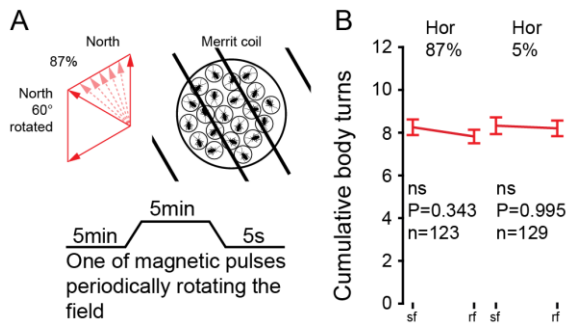 A
North
Merrit coil
87%
North
60°
rotated
5min
5min
5s
One of magnetic pulses
periodically rotating the
field
B
Hor
87%
Hor
5%
Cumulative body turns
12
10
8
6
4
2
0
ns
P=0.343
n=123
ns
P=0.995
n=129
sf
rf
sf
rf